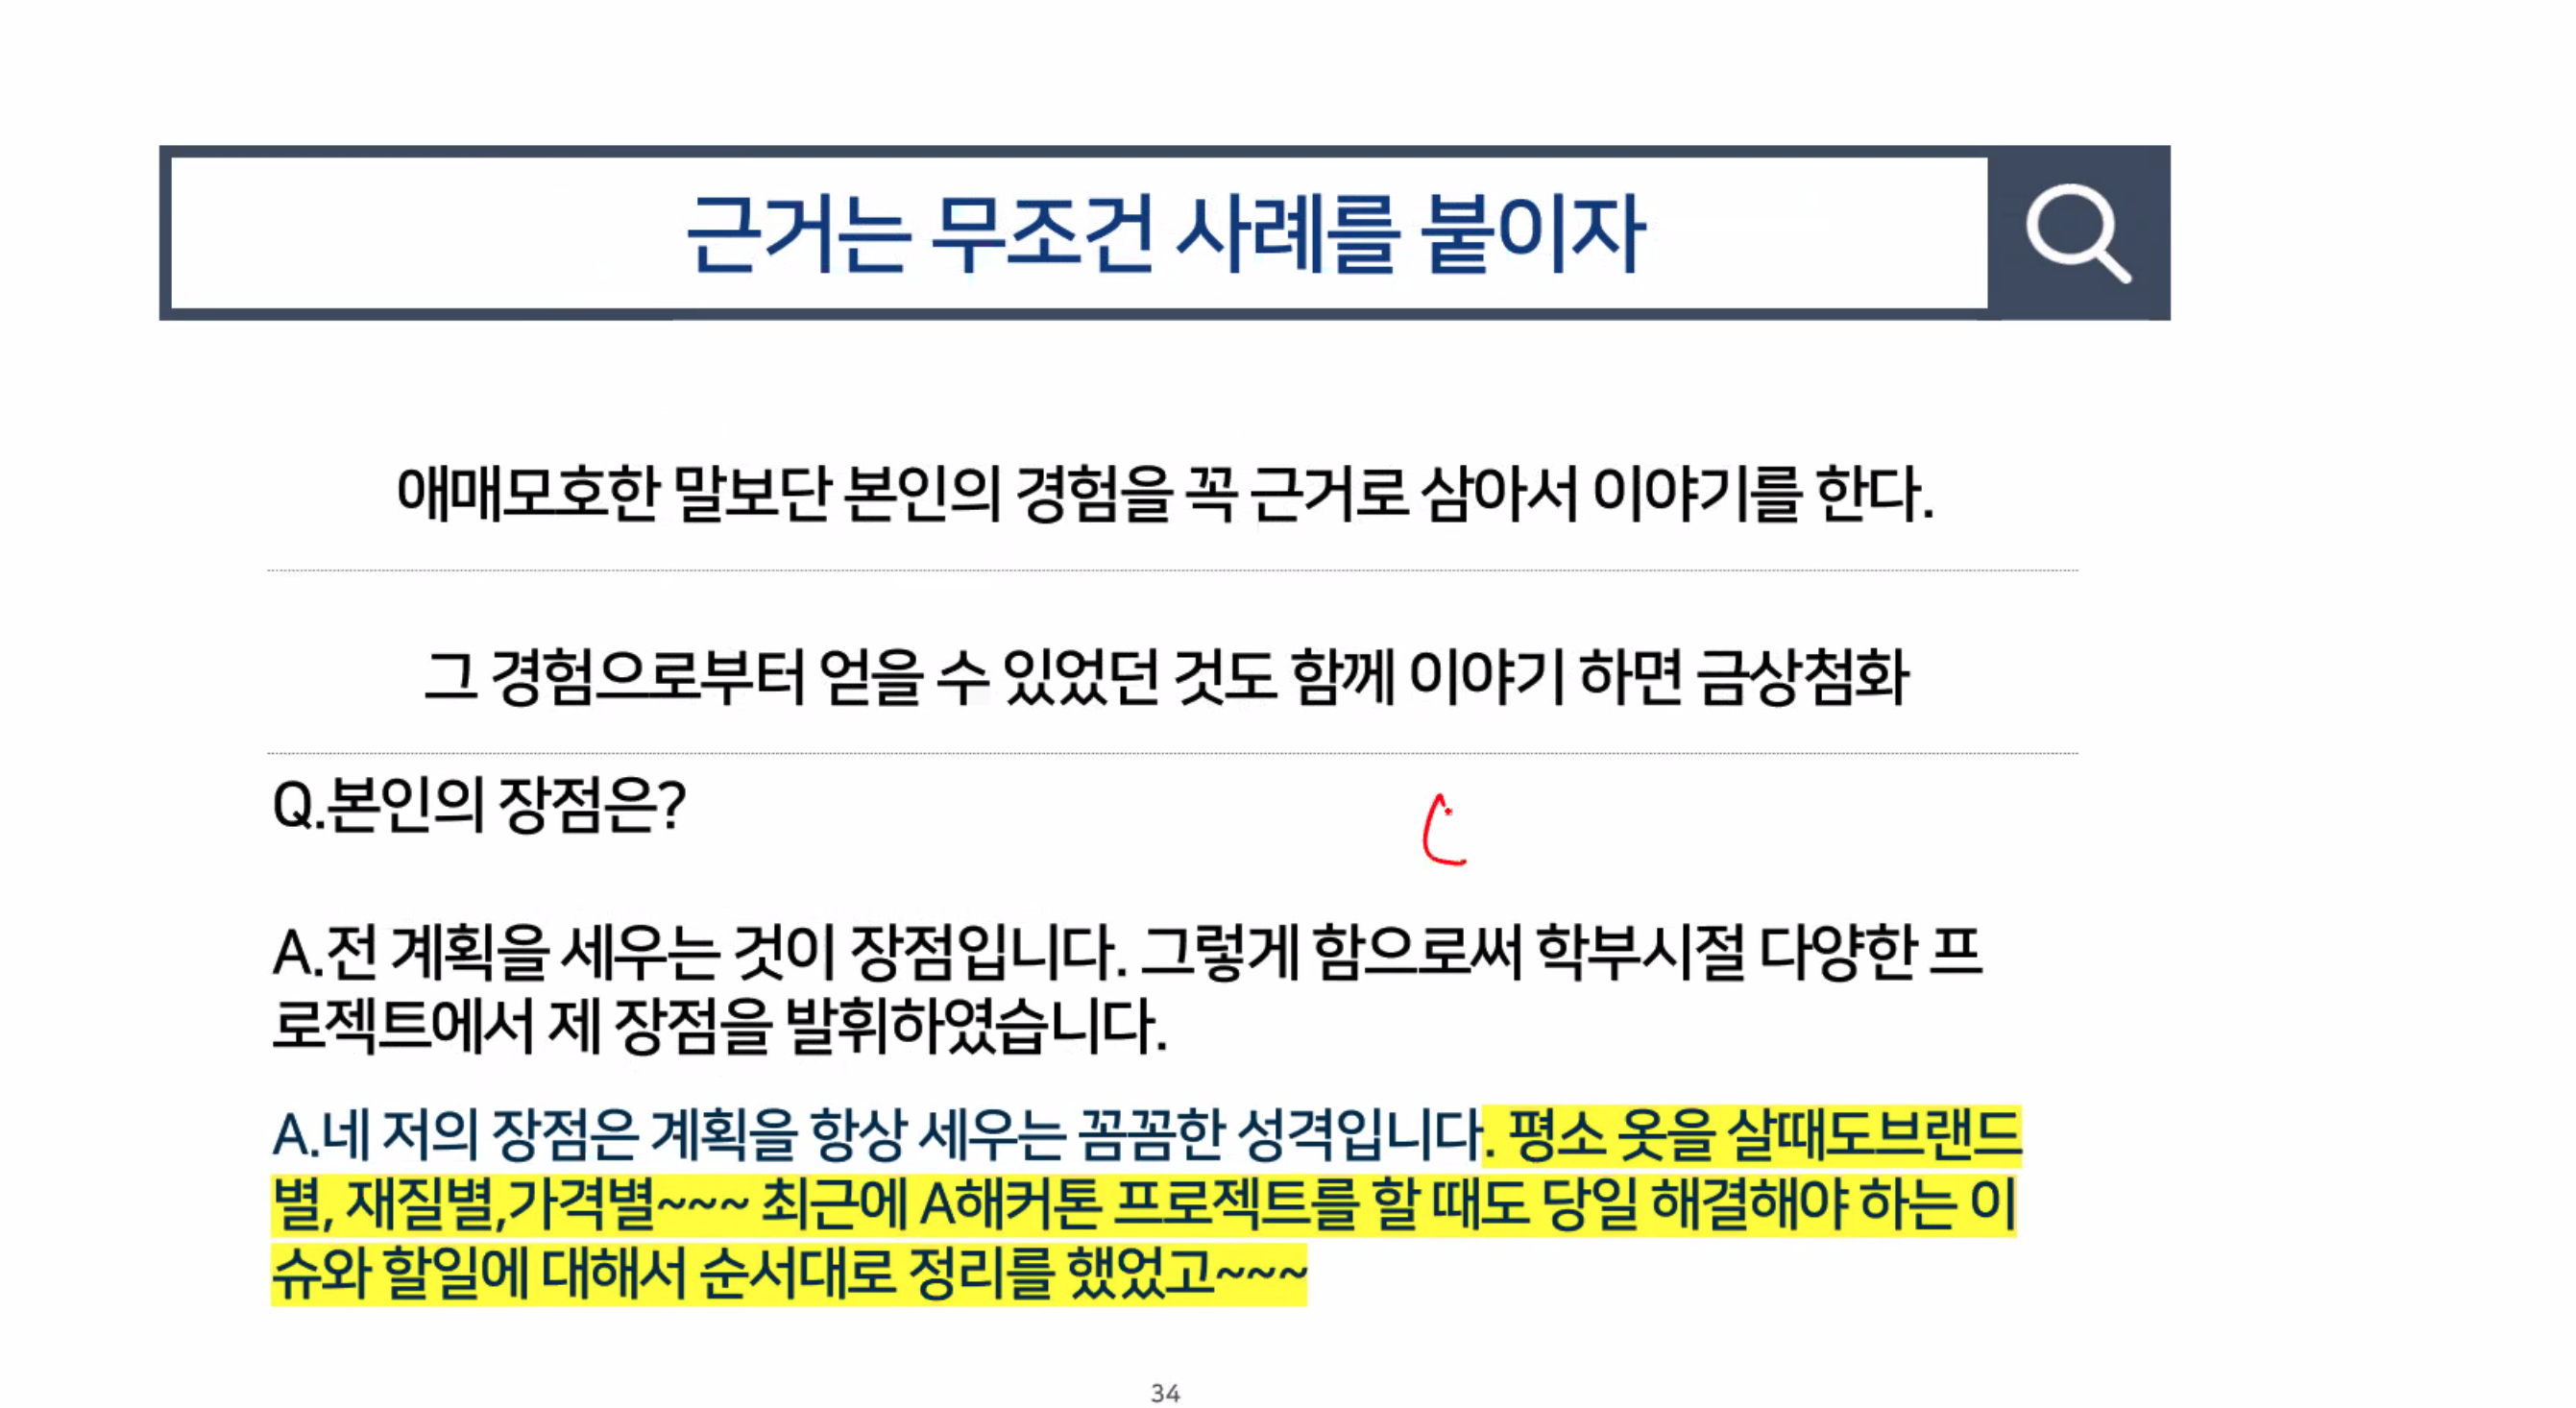 근거는 무조건 사례를 붙이자
애매모호한 말보단 본인의 경험을 꼭 근거로 삼아서 이야기를 한다.
그 경험으로부터 얻을 수 있었던 것도 함께 이야기 하면 금상첨화
Q.본인의 장점은?
A.전 계획을 세우는 것이 장점입니다. 그렇게 함으로써 학부시절 다양한 프
로젝트에서 제 장점을 발휘하였습니다.
A.네 저의 장점은 계획을 항상 세우는 꼼꼼한 성격입니다. 평소 옷을 살때도브랜드
별, 재질별,가격별~~~ 최근에 A해커톤 프로젝트를 할 때도 당일 해결해야 하는 이
슈와 할일에 대해서 순서대로 정리를 했었고~~~
34